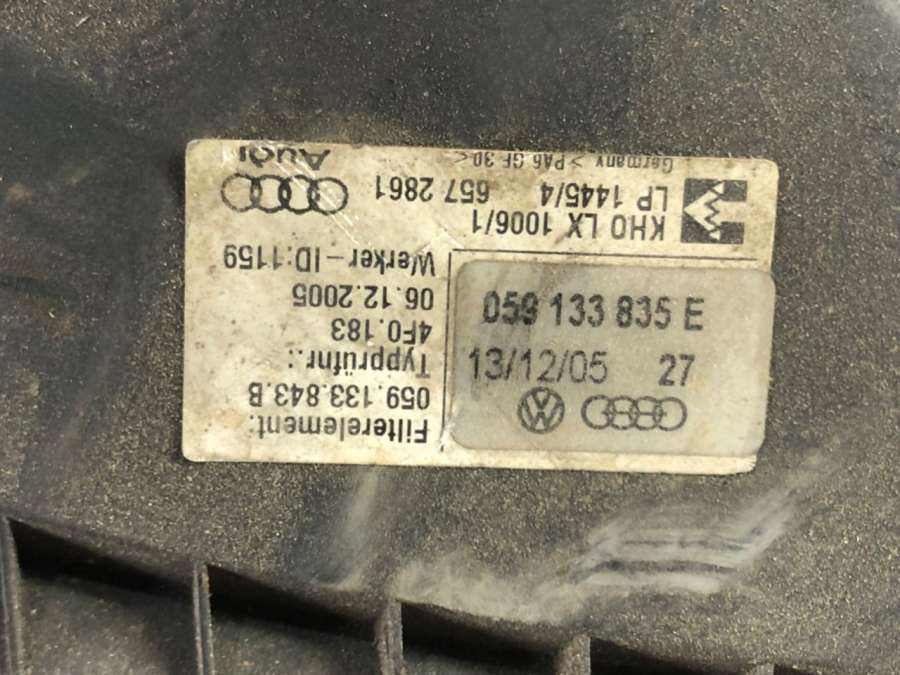 059 133 835 E
13/12/05 27
Filterelement:
059.133.843.B
Typprüfnr.:
4F0.183
06.12.2005
Werker - ID:1159
KHO LX 1006/1
LP 1445/4 657 2861
Germany >PA6 GF 30<
Audi